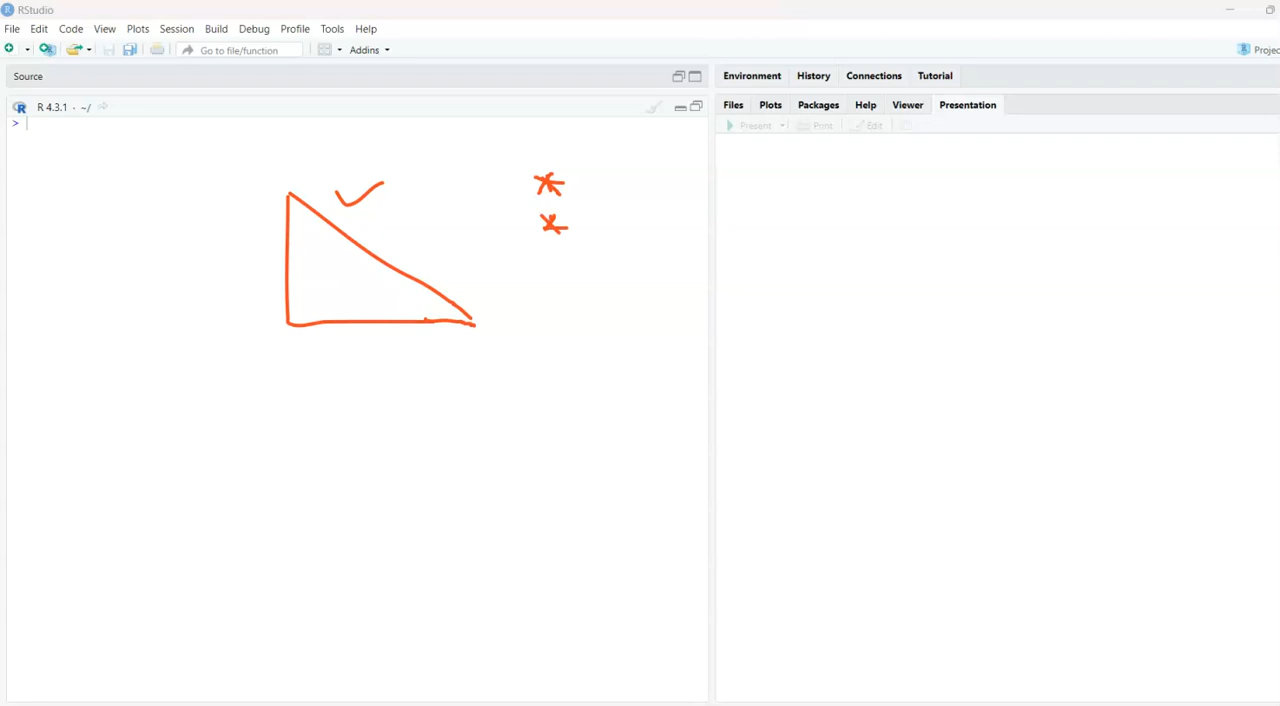 RStudio
File Edit Code View Plots Session Build Debug Profile Tools Help
Go to file/function Addins
Source
Environment History Connections Tutorial
R 4.3.1 · ~/
Files Plots Packages Help Viewer Presentation
>
Present Print Edit
*
*